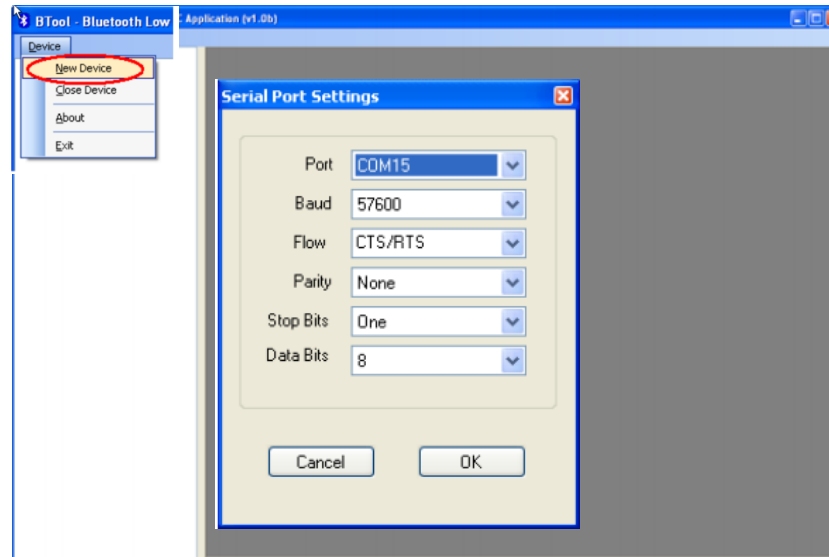 BTool - Bluetooth Low
C Application (v1.0b)
Device
New Device
Close Device
About
Exit
Serial Port Settings
Port COM15
Baud 57600
Flow CTS/RTS
Parity None
Stop Bits One
Data Bits 8
Cancel OK